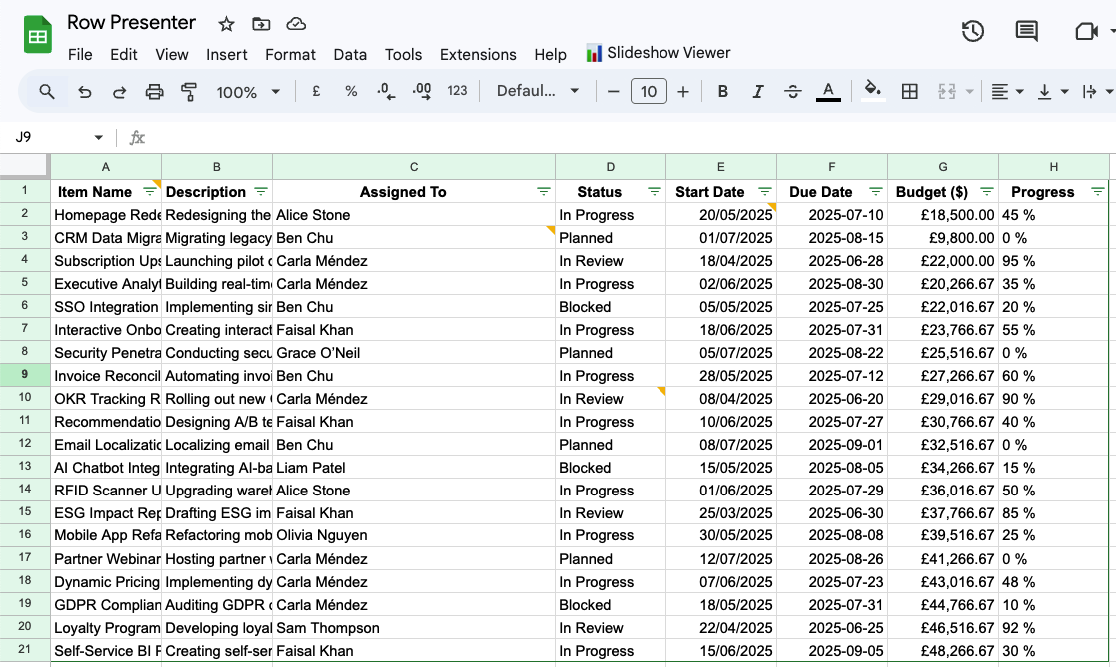 Row Presenter
File Edit View Insert Format Data Tools Extensions Help Slideshow Viewer
100% £ % .0 .00 123 Defaul... 10 B I A
J9 fx
A B C D E F G H
1 Item Name Description Assigned To Status Start Date Due Date Budget ($) Progress
2 Homepage Rede Redesigning the Alice Stone In Progress 20/05/2025 2025-07-10 £18,500.00 45 %
3 CRM Data Migra Migrating legacy Ben Chu Planned 01/07/2025 2025-08-15 £9,800.00 0 %
4 Subscription Ups Launching pilot c Carla Méndez In Review 18/04/2025 2025-06-28 £22,000.00 95 %
5 Executive Analyt Building real-tim Carla Méndez In Progress 02/06/2025 2025-08-30 £20,266.67 35 %
6 SSO Integration Implementing sin Ben Chu Blocked 05/05/2025 2025-07-25 £22,016.67 20 %
7 Interactive Onbo Creating interact Faisal Khan In Progress 18/06/2025 2025-07-31 £23,766.67 55 %
8 Security Penetra Conducting secu Grace O’Neil Planned 05/07/2025 2025-08-22 £25,516.67 0 %
9 Invoice Reconcil Automating invoi Ben Chu In Progress 28/05/2025 2025-07-12 £27,266.67 60 %
10 OKR Tracking R Rolling out new Carla Méndez In Review 08/04/2025 2025-06-20 £29,016.67 90 %
11 Recommendatio Designing A/B te Faisal Khan In Progress 10/06/2025 2025-07-27 £30,766.67 40 %
12 Email Localizatic Localizing email Ben Chu Planned 08/07/2025 2025-09-01 £32,516.67 0 %
13 AI Chatbot Integ Integrating AI-ba Liam Patel Blocked 15/05/2025 2025-08-05 £34,266.67 15 %
14 RFID Scanner U Upgrading wareh Alice Stone In Progress 01/06/2025 2025-07-29 £36,016.67 50 %
15 ESG Impact Rep Drafting ESG im Faisal Khan In Review 25/03/2025 2025-06-30 £37,766.67 85 %
16 Mobile App Refa Refactoring mob Olivia Nguyen In Progress 30/05/2025 2025-08-08 £39,516.67 25 %
17 Partner Webinar Hosting partner Carla Méndez Planned 12/07/2025 2025-08-26 £41,266.67 0 %
18 Dynamic Pricing Implementing dy Carla Méndez In Progress 07/06/2025 2025-07-23 £43,016.67 48 %
19 GDPR Complian Auditing GDPR Carla Méndez Blocked 18/05/2025 2025-07-31 £44,766.67 10 %
20 Loyalty Program Developing loyal Sam Thompson In Review 22/04/2025 2025-06-25 £46,516.67 92 %
21 Self-Service BI Creating self-ser Faisal Khan In Progress 15/06/2025 2025-09-05 £48,266.67 30 %